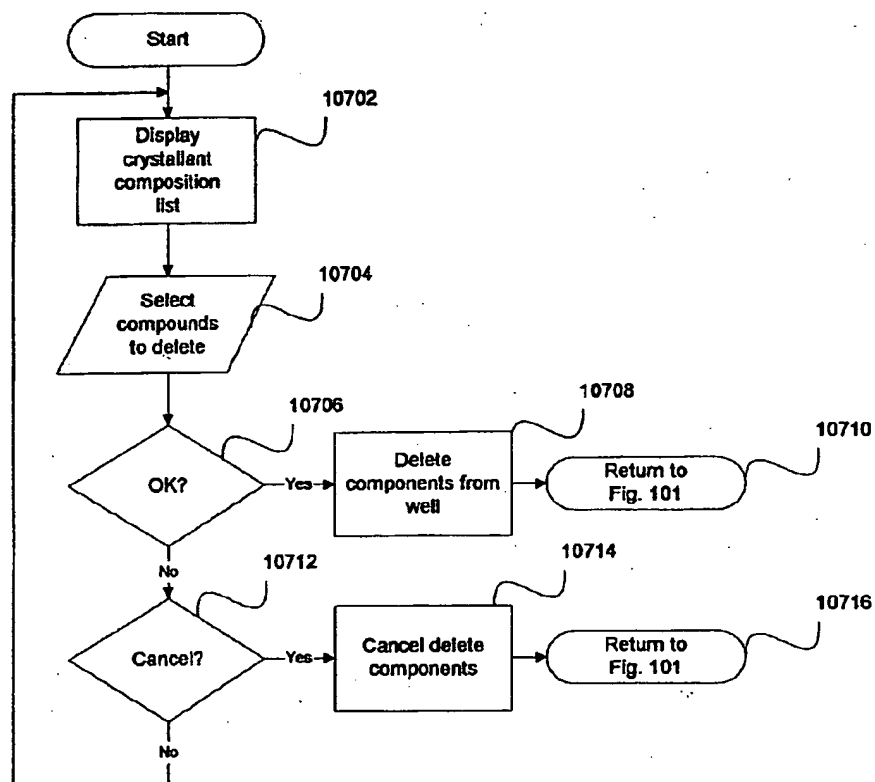 Start
10702
Display
crystallant
composition
list
10704
Select
compounds
to delete
10706
OK?
Yes
10708
Delete
components from
well
10710
Return to
Fig. 101
No
10712
Cancel?
Yes
10714
Cancel delete
components
10716
Return to
Fig. 101
No